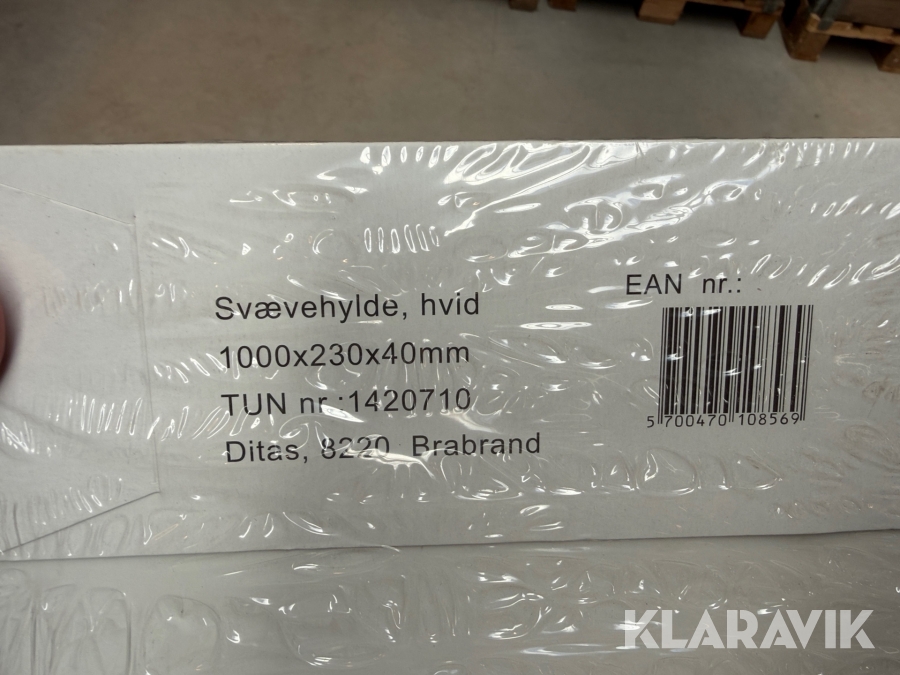 Svævehylde, hvid
1000x230x40mm
TUN nr.:1420710
Ditas, 8220 Brabrand
EAN nr.:
5 700470 108569
KLARAVIK